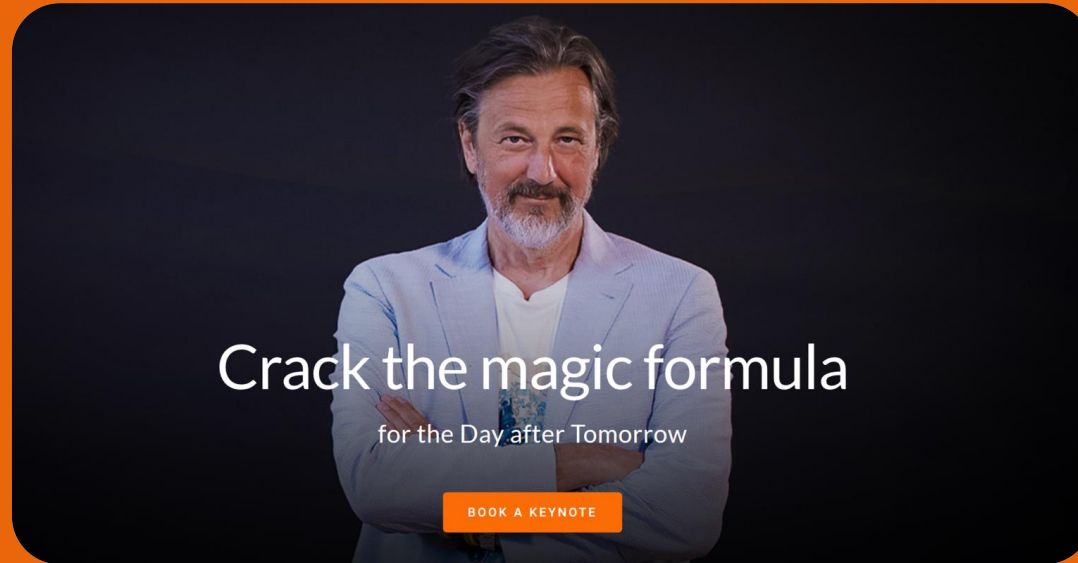 Crack the magic formula
for the Day after Tomorrow
BOOK A KEYNOTE